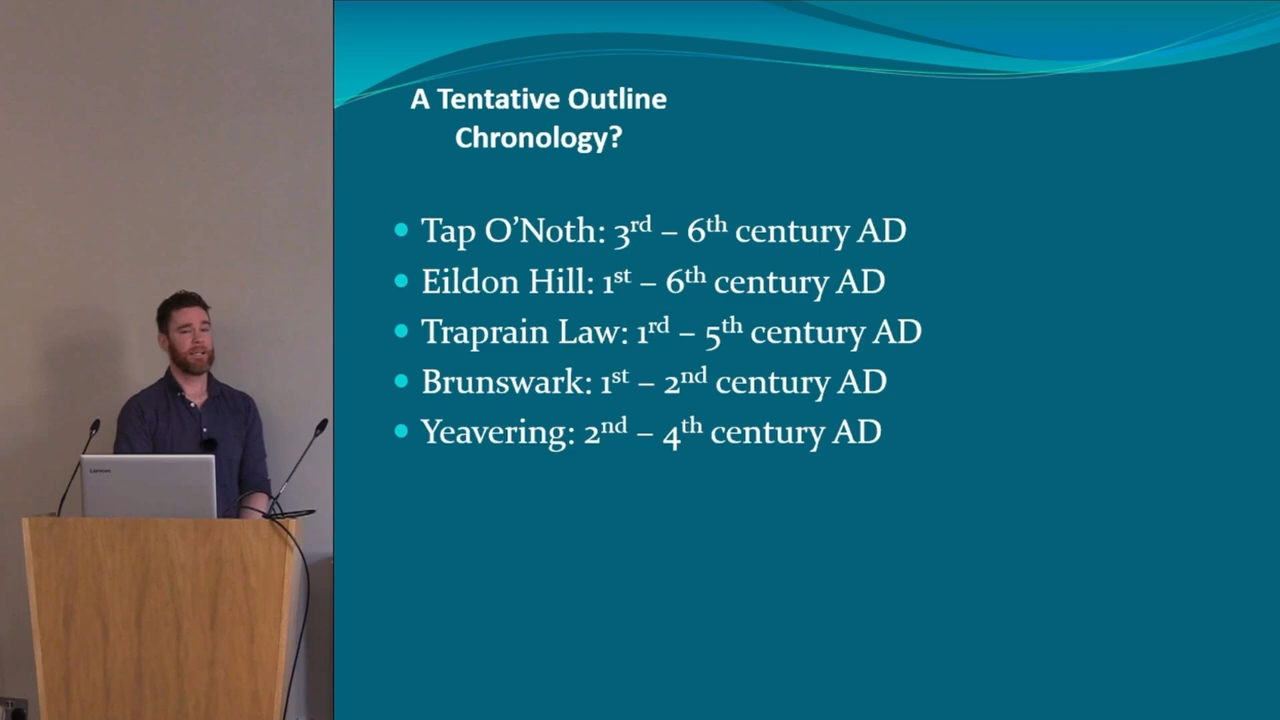 A Tentative Outline
Chronology?
Tap O’Noth: 3rd – 6th century AD
Eildon Hill: 1st – 6th century AD
Traprain Law: 1rd – 5th century AD
Brunswark: 1st – 2nd century AD
Yeavering: 2nd – 4th century AD
Lenovo